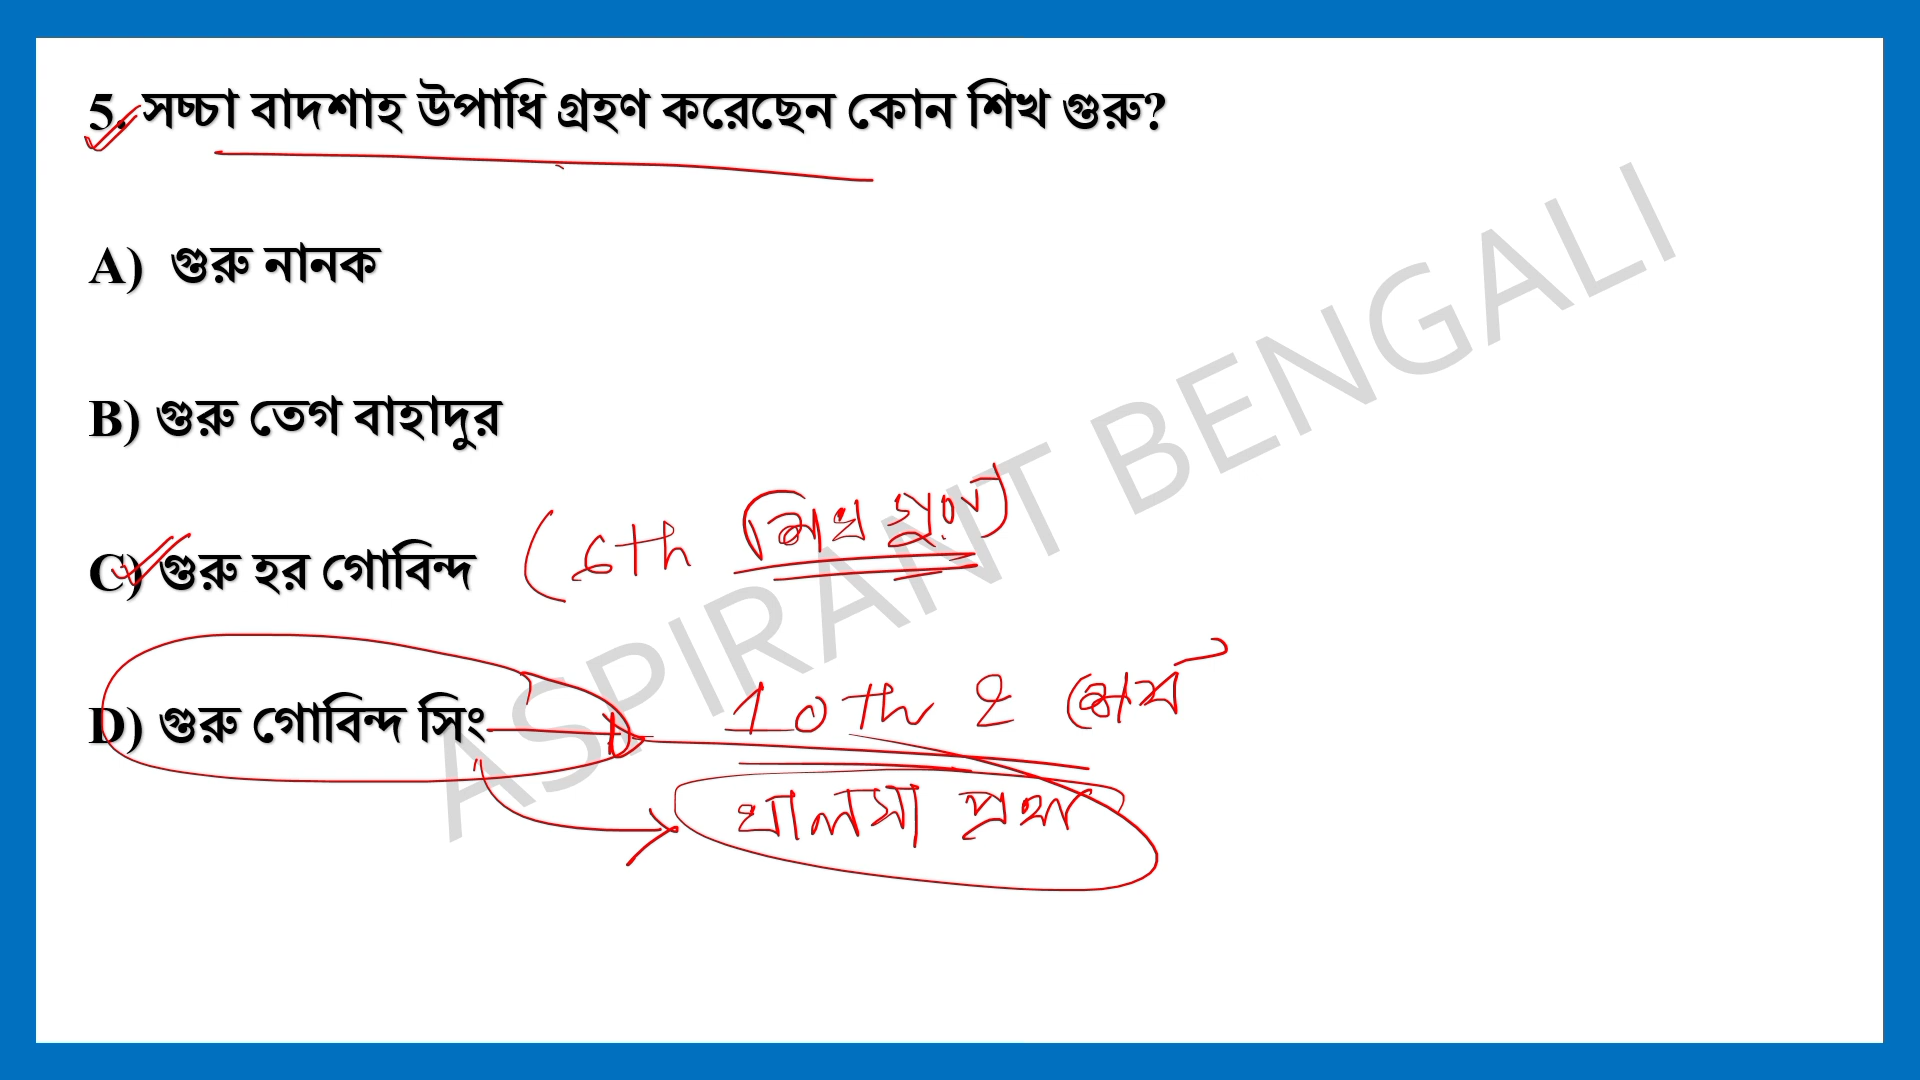 5. সচ্চা বাদশাহ উপাধি গ্রহণ করেছেন কোন শিখ গুরু?
A) গুরু নানক
B) গুরু তেগ বাহাদুর
C) গুরু হর গোবিন্দ (6th শিখ গুরু)
D) গুরু গোবিন্দ সিং 10th ও শেষ
খালসা প্রথা
ASPIRANT BENGALI